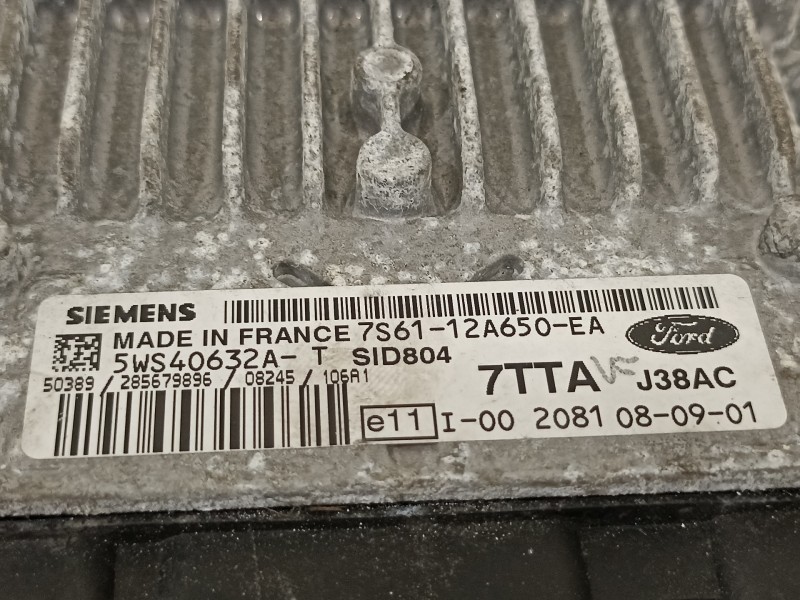 SIEMENS
MADE IN FRANCE 7S61-12A650-EA
Ford
5WS40632A-T SID804
50389 / 285679896 / 08245 / 106A1
7TTA J38AC
e11 I-00 2081 08-09-01